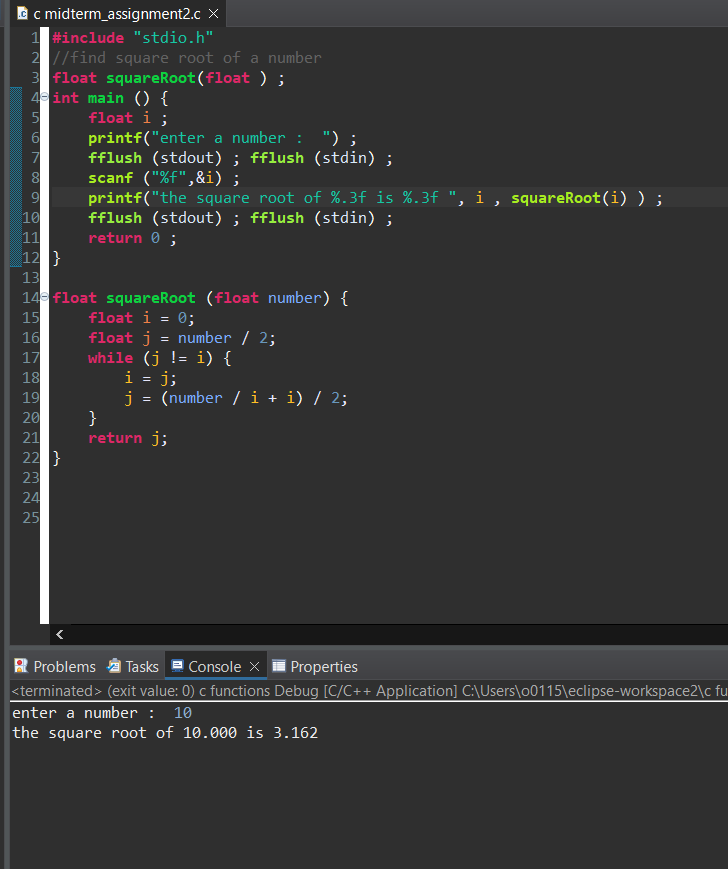 c midterm_assignment2.c
1 #include "stdio.h"
2 //find square root of a number
3 float squareRoot(float ) ;
4 int main () {
5 float i ;
6 printf("enter a number :  ") ;
7 fflush (stdout) ; fflush (stdin) ;
8 scanf ("%f",&i) ;
9 printf("the square root of %.3f is %.3f ", i , squareRoot(i) ) ;
10 fflush (stdout) ; fflush (stdin) ;
11 return 0 ;
12 }
13
14 float squareRoot (float number) {
15 float i = 0;
16 float j = number / 2;
17 while (j != i) {
18 i = j;
19 j = (number / i + i) / 2;
20 }
21 return j;
22 }
23
24
25
Problems Tasks Console Properties
<terminated> (exit value: 0) c functions Debug [C/C++ Application] C:\Users\o0115\eclipse-workspace2\c fu
enter a number :  10
the square root of 10.000 is 3.162